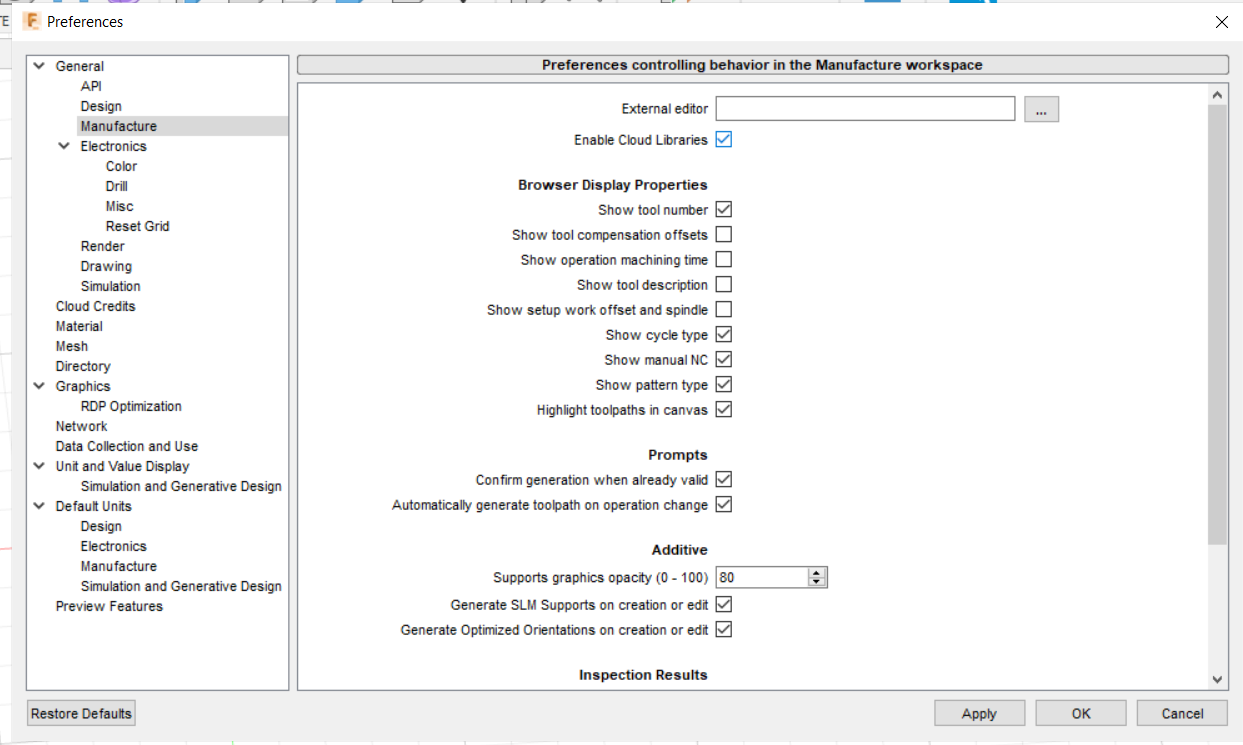 TE
Preferences
General
API
Design
Manufacture
Electronics
Color
Drill
Misc
Reset Grid
Render
Drawing
Simulation
Cloud Credits
Material
Mesh
Directory
Graphics
RDP Optimization
Network
Data Collection and Use
Unit and Value Display
Simulation and Generative Design
Default Units
Design
Electronics
Manufacture
Simulation and Generative Design
Preview Features
Preferences controlling behavior in the Manufacture workspace
External editor ...
Enable Cloud Libraries
Browser Display Properties
Show tool number
Show tool compensation offsets
Show operation machining time
Show tool description
Show setup work offset and spindle
Show cycle type
Show manual NC
Show pattern type
Highlight toolpaths in canvas
Prompts
Confirm generation when already valid
Automatically generate toolpath on operation change
Additive
Supports graphics opacity (0 - 100) 80
Generate SLM Supports on creation or edit
Generate Optimized Orientations on creation or edit
Inspection Results
Restore Defaults Apply OK Cancel